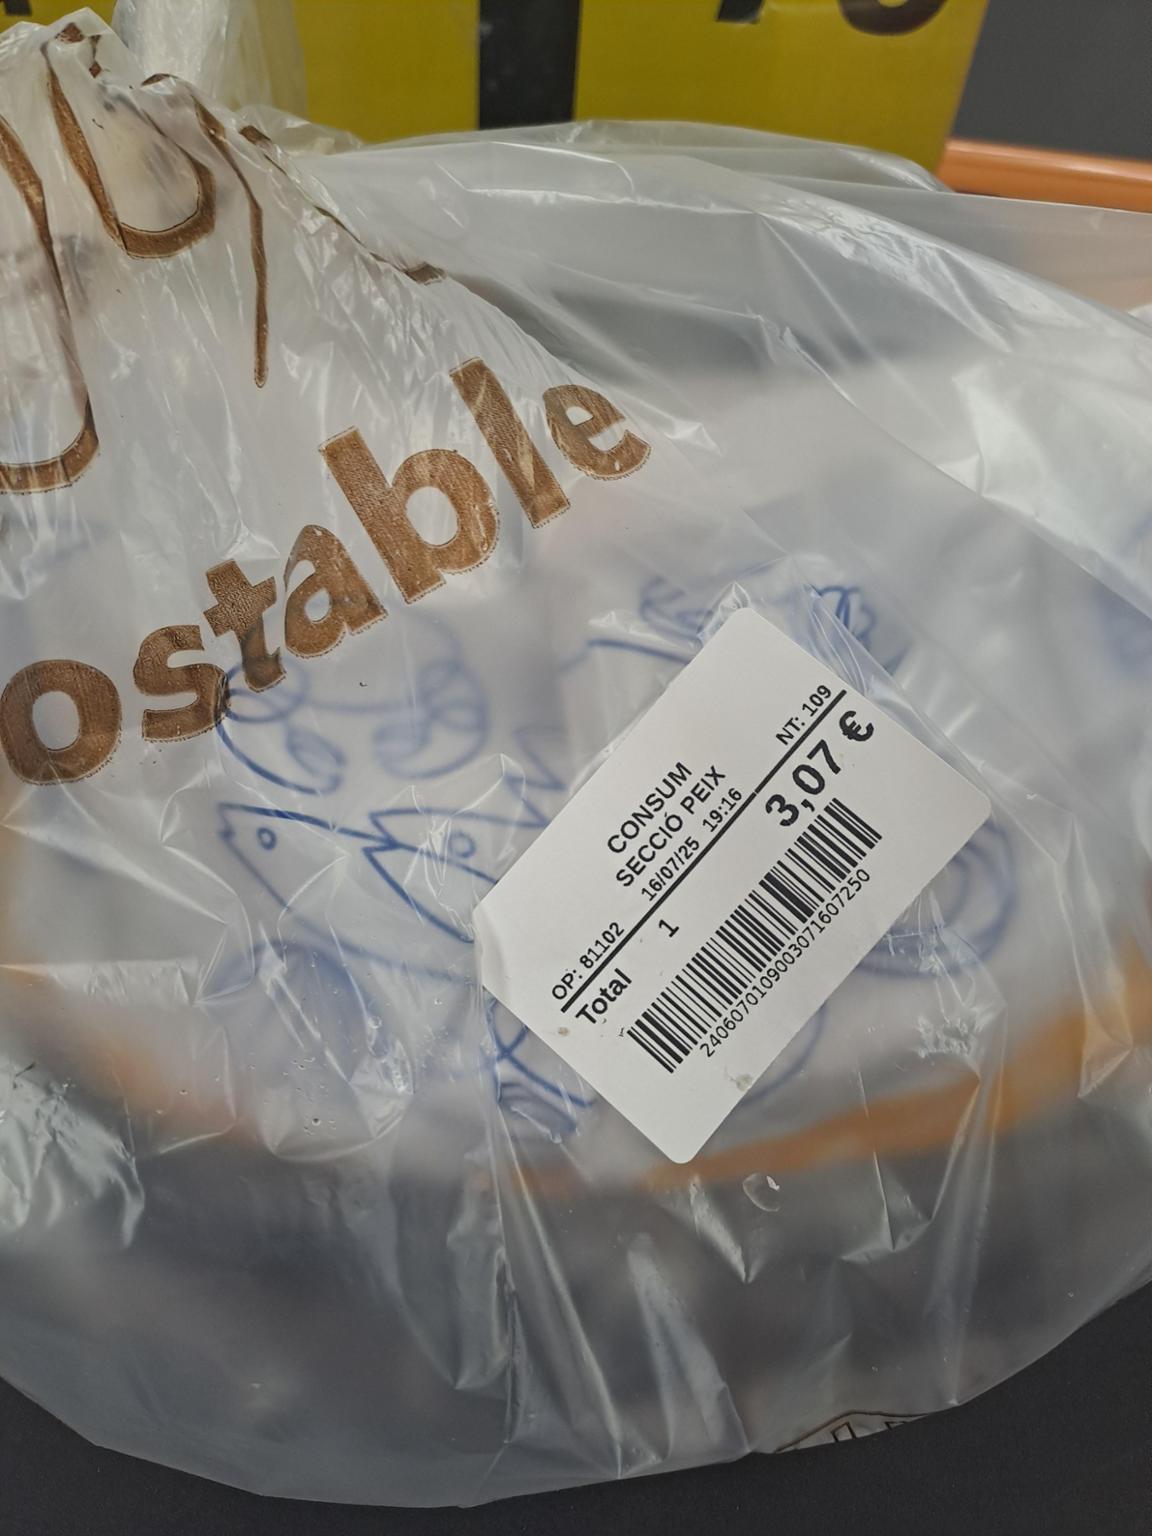 ostable
CONSUM
SECCIÓ PEIX
OP: 81102 16/07/25 19:16 NT: 109
Total 1 3,07 €
2406070109003071607250